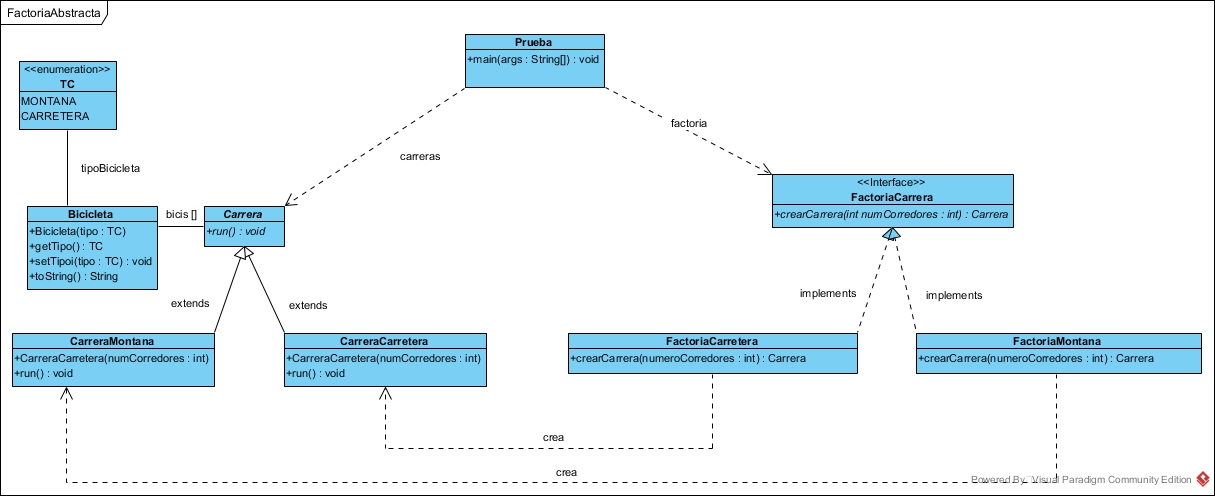 FactoriaAbstracta
Prueba
+main(args : String[]) : void
<<enumeration>>
TC
MONTANA
CARRETERA
factoria
carreras
tipoBicicleta
<<Interface>>
FactoriaCarrera
+crearCarrera(int numCorredores : int) : Carrera
Bicicleta
+Bicicleta(tipo : TC)
+getTipo() : TC
+setTipoi(tipo : TC) : void
+toString() : String
bicis []
Carrera
+run() : void
extends
extends
implements
implements
CarreraMontana
+CarreraCarretera(numCorredores : int)
+run() : void
CarreraCarretera
+CarreraCarretera(numCorredores : int)
+run() : void
FactoriaCarretera
+crearCarrera(numeroCorredores : int) : Carrera
FactoriaMontana
+crearCarrera(numeroCorredores : int) : Carrera
crea
crea
Powered By: Visual Paradigm Community Edition